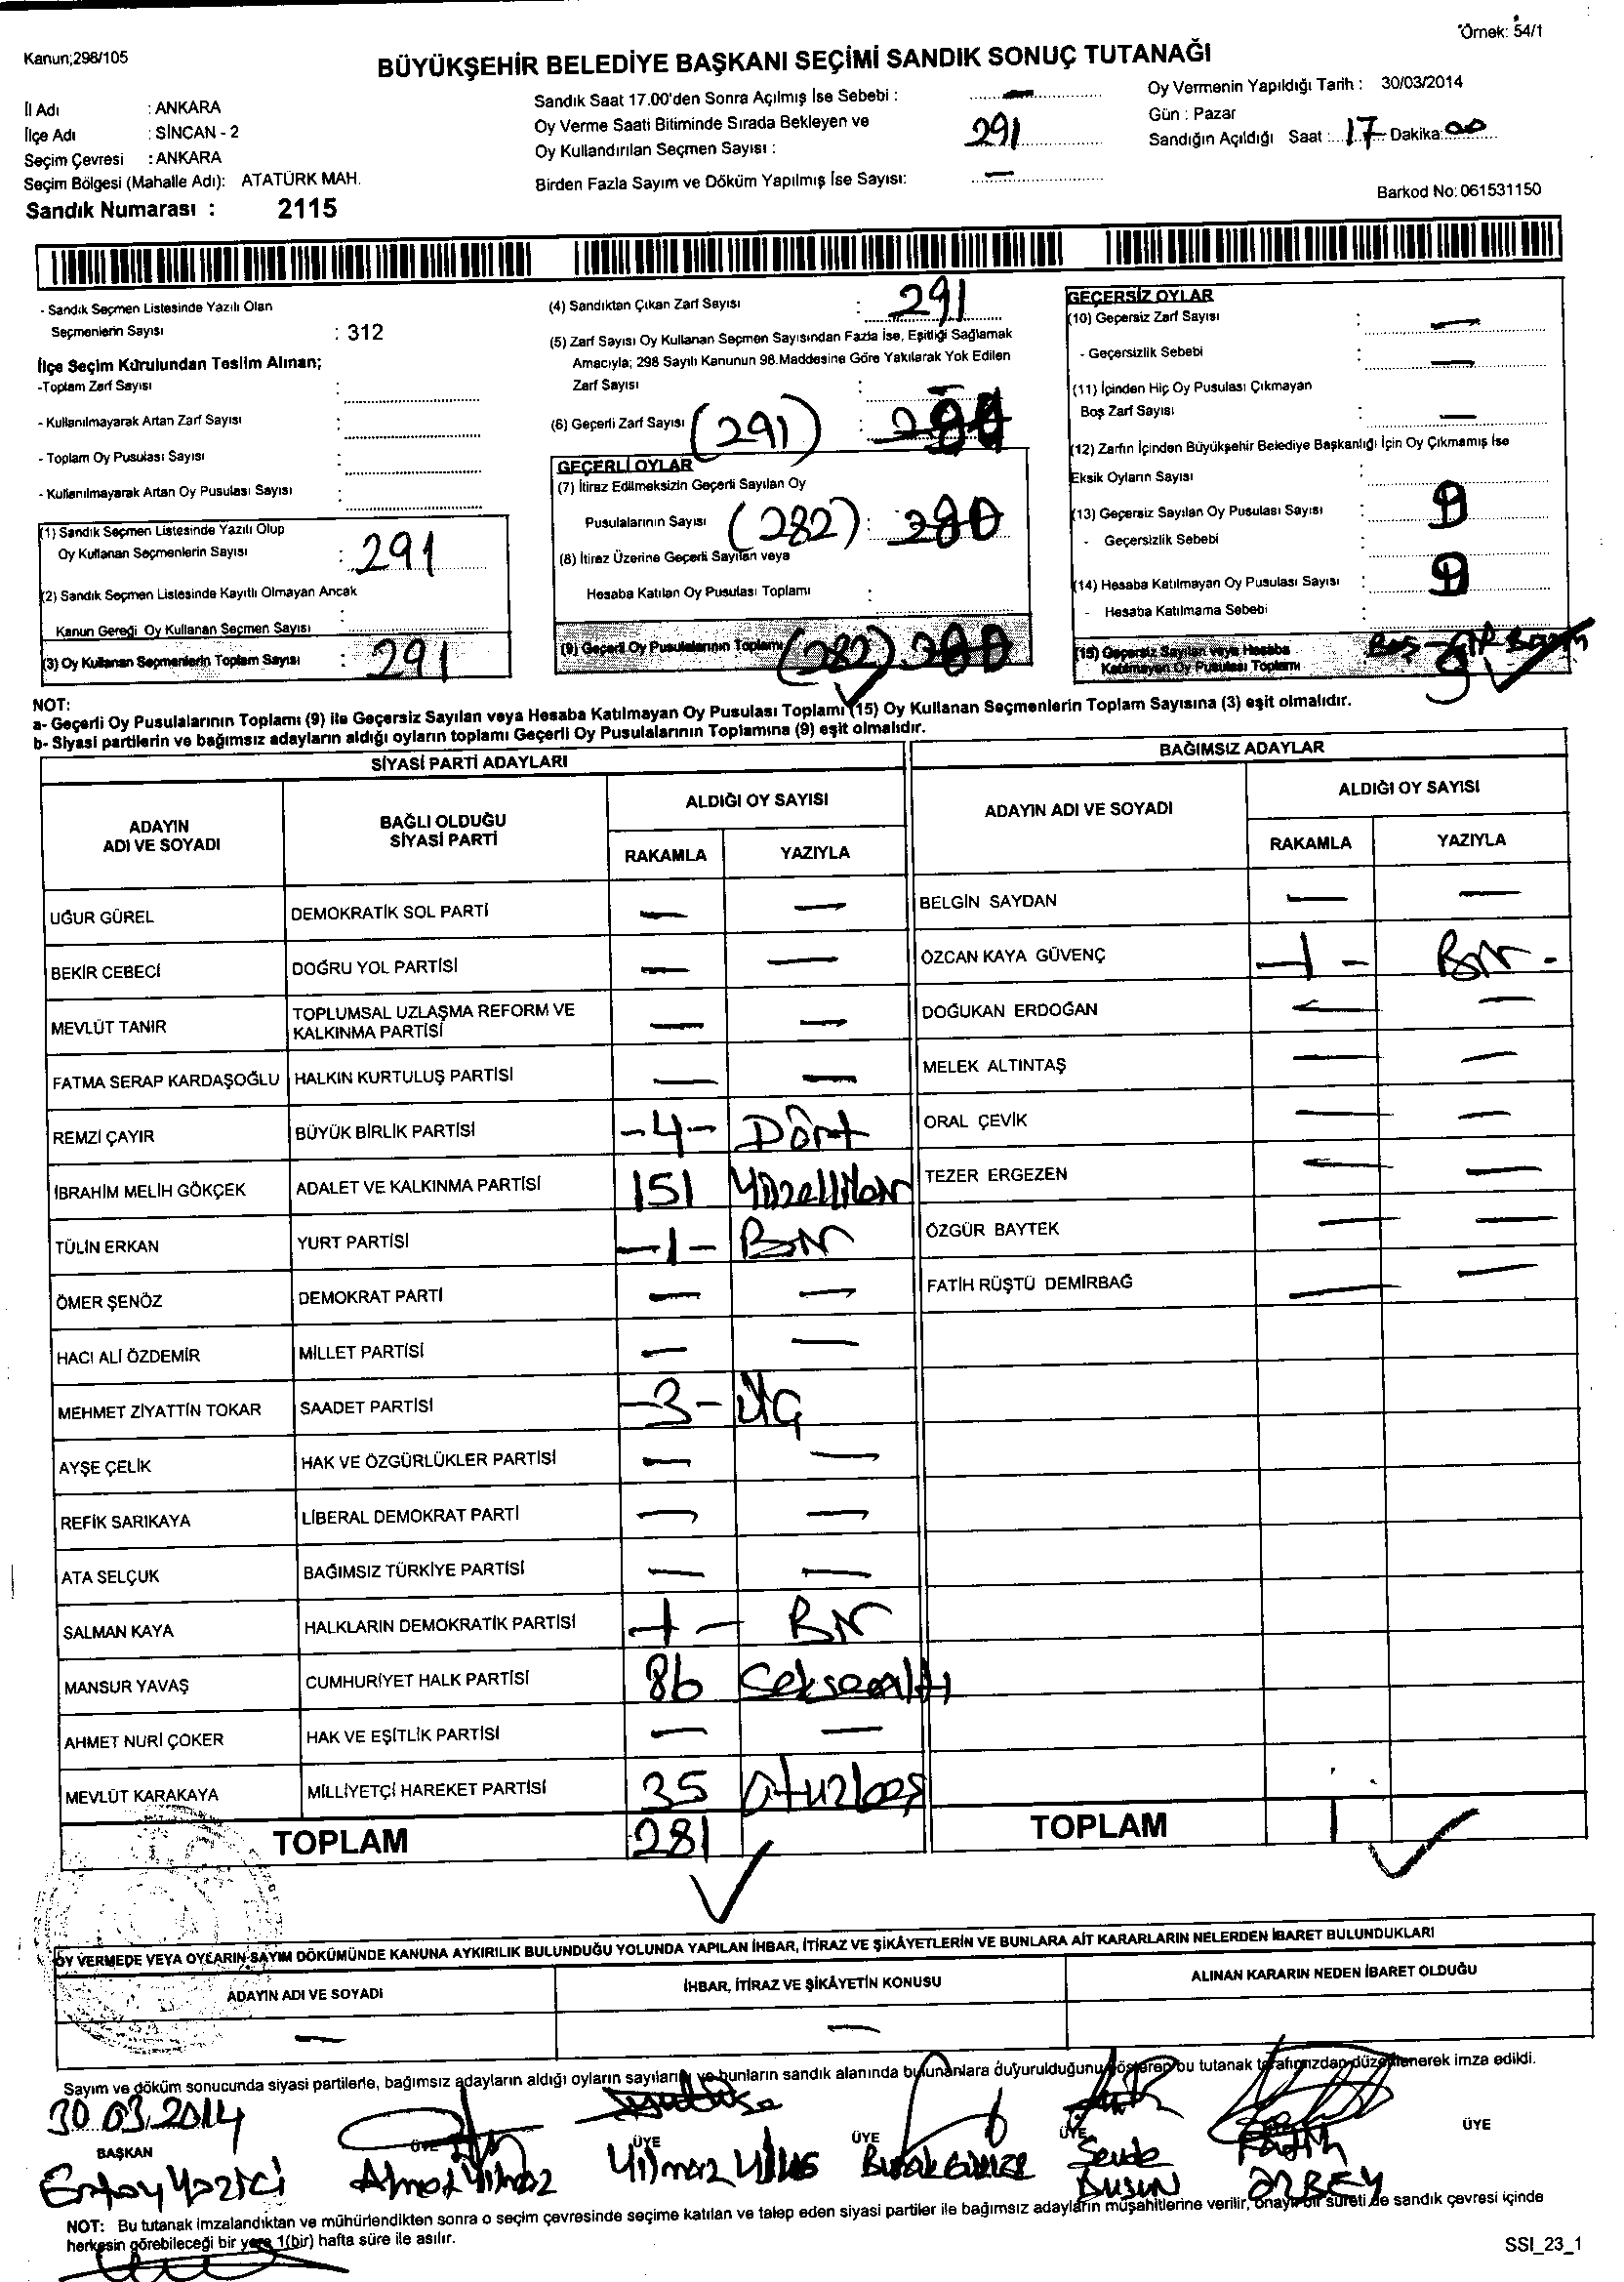 Örnek: 54/1
Kanun;298/105
BÜYÜKŞEHİR BELEDİYE BAŞKANI SEÇİMİ SANDIK SONUÇ TUTANAĞI
İl Adı : ANKARA
İlçe Adı : SİNCAN - 2
Seçim Çevresi : ANKARA
Seçim Bölgesi (Mahalle Adı): ATATÜRK MAH.
Sandık Numarası : 2115
Sandık Saat 17.00'den Sonra Açılmış İse Sebebi : —
Oy Verme Saati Bitiminde Sırada Bekleyen ve
Oy Kullandırılan Seçmen Sayısı : 291
Birden Fazla Sayım ve Döküm Yapılmış İse Sayısı: —
Oy Vermenin Yapıldığı Tarih : 30/03/2014
Gün : Pazar
Sandığın Açıldığı Saat : 17 Dakika: 00
Barkod No: 061531150
- Sandık Seçmen Listesinde Yazılı Olan
Seçmenlerin Sayısı : 312
İlçe Seçim Kurulundan Teslim Alınan;
-Toplam Zarf Sayısı :
- Kullanılmayarak Artan Zarf Sayısı :
- Toplam Oy Pusulası Sayısı :
- Kullanılmayarak Artan Oy Pusulası Sayısı :
(1) Sandık Seçmen Listesinde Yazılı Olup
Oy Kullanan Seçmenlerin Sayısı : 291
(2) Sandık Seçmen Listesinde Kayıtlı Olmayan Ancak
Kanun Gereği Oy Kullanan Seçmen Sayısı :
(3) Oy Kullanan Seçmenlerin Toplam Sayısı : 291
(4) Sandıktan Çıkan Zarf Sayısı : 291
(5) Zarf Sayısı Oy Kullanan Seçmen Sayısından Fazla İse, Eşitliği Sağlamak
Amacıyla; 298 Sayılı Kanunun 98.Maddesine Göre Yakılarak Yok Edilen
Zarf Sayısı : —
(6) Geçerli Zarf Sayısı (291) :
GEÇERLİ OYLAR
(7) İtiraz Edilmeksizin Geçerli Sayılan Oy
Pusulalarının Sayısı (282) : 280
(8) İtiraz Üzerine Geçerli Sayılan veya
Hesaba Katılan Oy Pusulası Toplamı :
(9) Geçerli Oy Pusulalarının Toplamı (282) 280
GEÇERSİZ OYLAR
(10) Geçersiz Zarf Sayısı : —
- Geçersizlik Sebebi : —
(11) İçinden Hiç Oy Pusulası Çıkmayan
Boş Zarf Sayısı : —
(12) Zarfın İçinden Büyükşehir Belediye Başkanlığı İçin Oy Çıkmamış İse
Eksik Oyların Sayısı :
(13) Geçersiz Sayılan Oy Pusulası Sayısı :
- Geçersizlik Sebebi :
(14) Hesaba Katılmayan Oy Pusulası Sayısı :
- Hesaba Katılmama Sebebi :
(15) Geçersiz Sayılan veya Hesaba
Katılmayan Oy Pusulası Toplamı 9
NOT:
a- Geçerli Oy Pusulalarının Toplamı (9) ile Geçersiz Sayılan veya Hesaba Katılmayan Oy Pusulası Toplamı (15) Oy Kullanan Seçmenlerin Toplam Sayısına (3) eşit olmalıdır.
b- Siyasi partilerin ve bağımsız adayların aldığı oyların toplamı Geçerli Oy Pusulalarının Toplamına (9) eşit olmalıdır.
SİYASİ PARTİ ADAYLARI
ADAYIN ADI VE SOYADI
BAĞLI OLDUĞU SİYASİ PARTİ
ALDIĞI OY SAYISI
RAKAMLA YAZIYLA
UĞUR GÜREL DEMOKRATİK SOL PARTİ — —
BEKİR CEBECİ DOĞRU YOL PARTİSİ — —
MEVLÜT TANIR TOPLUMSAL UZLAŞMA REFORM VE
KALKINMA PARTİSİ — —
FATMA SERAP KARDAŞOĞLU HALKIN KURTULUŞ PARTİSİ — —
REMZİ ÇAYIR BÜYÜK BİRLİK PARTİSİ -4- Dört
İBRAHİM MELİH GÖKÇEK ADALET VE KALKINMA PARTİSİ 151 Yüzellibir
TÜLİN ERKAN YURT PARTİSİ -1- Bir
ÖMER ŞENÖZ DEMOKRAT PARTİ — —
HACI ALİ ÖZDEMİR MİLLET PARTİSİ — —
MEHMET ZİYATTİN TOKAR SAADET PARTİSİ -3- Üç
AYŞE ÇELİK HAK VE ÖZGÜRLÜKLER PARTİSİ — —
REFİK SARIKAYA LİBERAL DEMOKRAT PARTİ — —
ATA SELÇUK BAĞIMSIZ TÜRKİYE PARTİSİ — —
SALMAN KAYA HALKLARIN DEMOKRATİK PARTİSİ -1- Bir
MANSUR YAVAŞ CUMHURİYET HALK PARTİSİ 86 Seksenaltı
AHMET NURİ ÇOKER HAK VE EŞİTLİK PARTİSİ — —
MEVLÜT KARAKAYA MİLLİYETÇİ HAREKET PARTİSİ 35 Otuzbeş
TOPLAM 281
BAĞIMSIZ ADAYLAR
ADAYIN ADI VE SOYADI
ALDIĞI OY SAYISI
RAKAMLA YAZIYLA
BELGİN SAYDAN — —
ÖZCAN KAYA GÜVENÇ -1- Bir -
DOĞUKAN ERDOĞAN — —
MELEK ALTINTAŞ — —
ORAL ÇEVİK — —
TEZER ERGEZEN — —
ÖZGÜR BAYTEK — —
FATİH RÜŞTÜ DEMİRBAĞ — —
TOPLAM 1
OY VERMEDE VEYA OYLARIN SAYIM DÖKÜMÜNDE KANUNA AYKIRILIK BULUNDUĞU YOLUNDA YAPILAN İHBAR, İTİRAZ VE ŞİKÂYETLERİN VE BUNLARA AİT KARARLARIN NELERDEN İBARET BULUNDUKLARI
ADAYIN ADI VE SOYADI İHBAR, İTİRAZ VE ŞİKÂYETİN KONUSU ALINAN KARARIN NEDEN İBARET OLDUĞU
— —
Sayım ve döküm sonucunda siyasi partilerle, bağımsız adayların aldığı oyların sayılarını ve bunların sandık alanında bulunanlara duyurulduğunu gösteren bu tutanak tarafımızdan düzenlenerek imza edildi.
30.03.2014
BAŞKAN ÜYE ÜYE ÜYE ÜYE ÜYE
Ertay Yazici Ahmet Yılmaz Yılmaz Sevde DUSUN Fatih ÖZBEY
NOT: Bu tutanak imzalandıktan ve mühürlendikten sonra o seçim çevresinde seçime katılan ve talep eden siyasi partiler ile bağımsız adayların müşahitlerine verilir, onaylı bir sureti de sandık çevresi içinde
herkesin görebileceği bir yere 1(bir) hafta süre ile asılır.
SSI_23_1